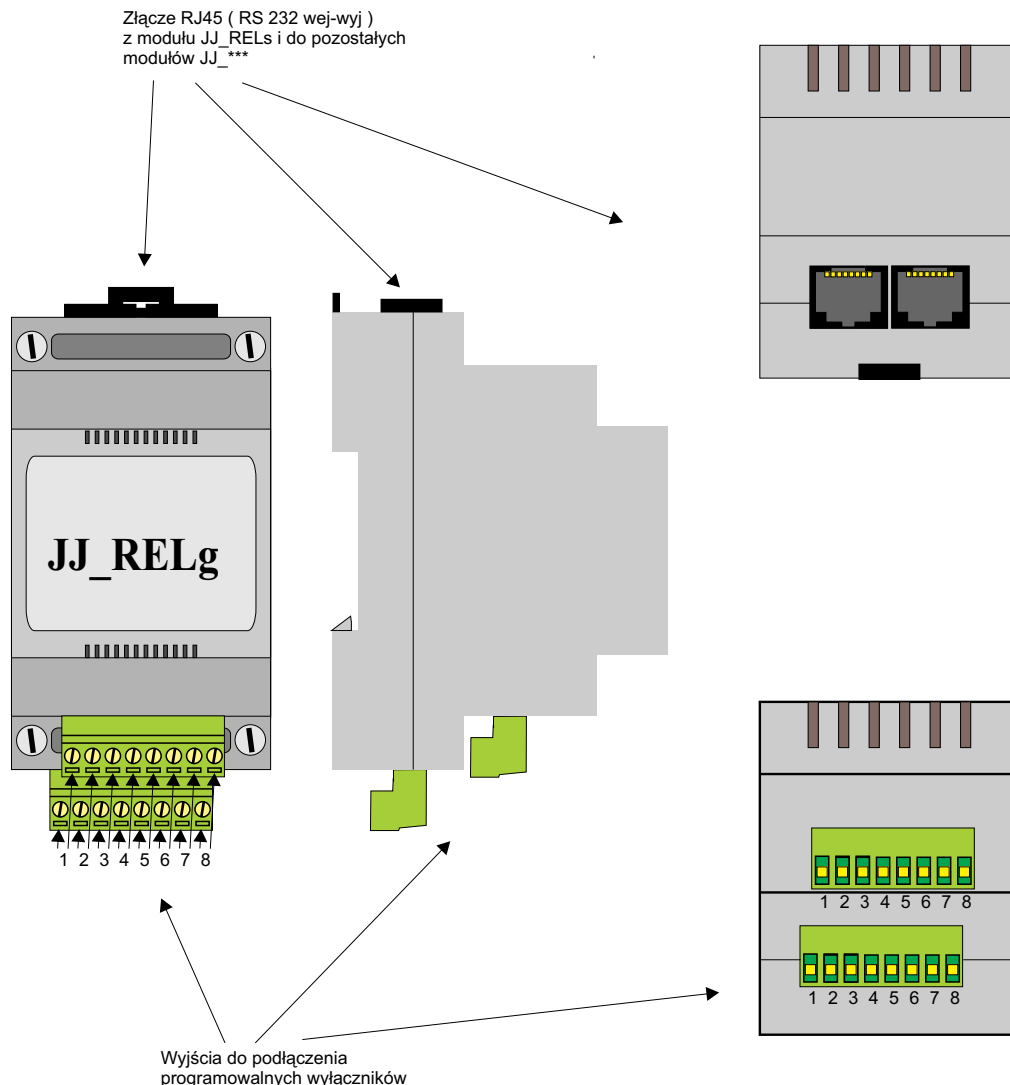 Złącze RJ45 ( RS 232 wej-wyj )
z modułu JJ_RELs i do pozostałych
modułów JJ_***
JJ_RELg
1 2 3 4 5 6 7 8
1 2 3 4 5 6 7 8
1 2 3 4 5 6 7 8
Wyjścia do podłączenia
programowalnych wyłączników